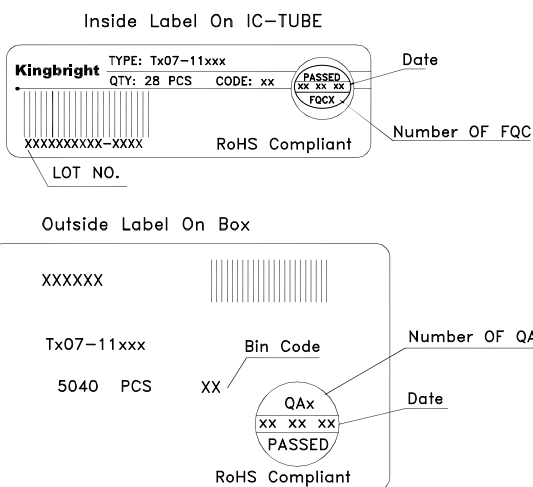 Inside Label On IC-TUBE
Kingbright
TYPE: Tx07-11xxx
QTY: 28 PCS CODE: xx
PASSED
xx xx xx
FQCX
Date
Number OF FQC
XXXXXXXXXX-XXXX
RoHS Compliant
LOT NO.
Outside Label On Box
XXXXXX
Tx07-11xxx
Bin Code
5040 PCS XX
QAx
xx xx xx
PASSED
Number OF QA
Date
RoHS Compliant